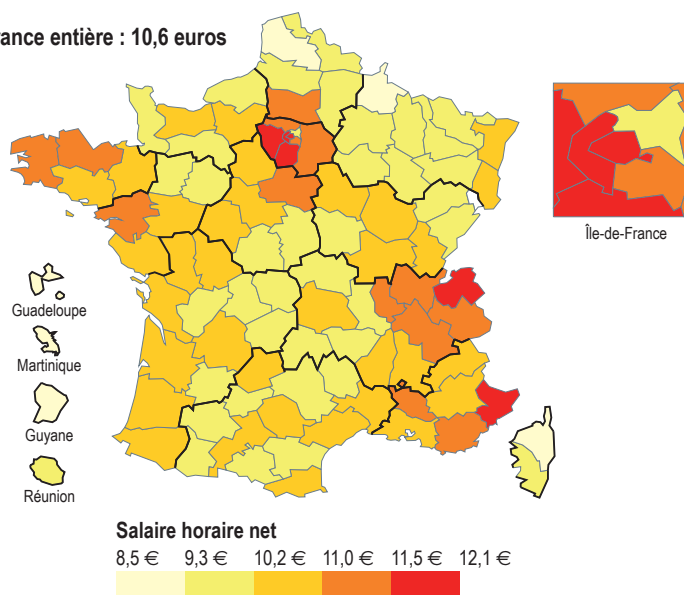 rance entière : 10,6 euros
Île-de-France
Guadeloupe
Martinique
Guyane
Réunion
Salaire horaire net
8,5 € 9,3 € 10,2 € 11,0 € 11,5 € 12,1 €